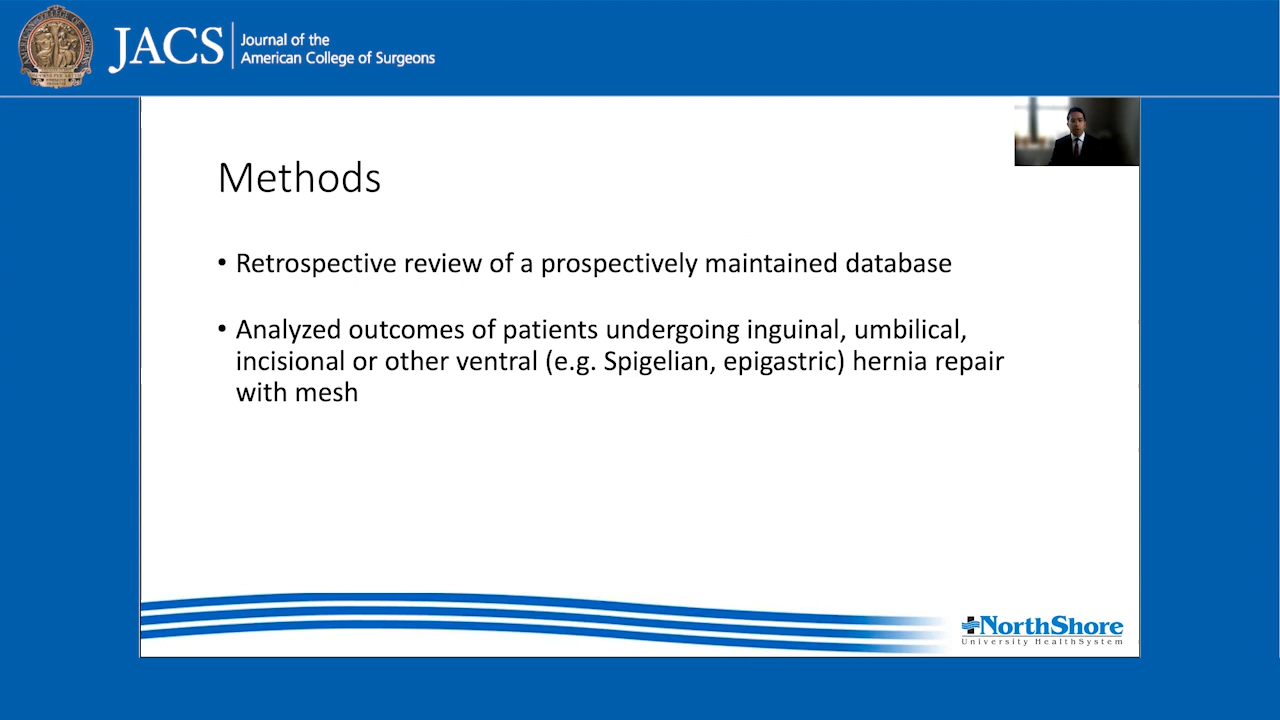 JACS
Journal of the
American College of Surgeons
Methods
• Retrospective review of a prospectively maintained database
• Analyzed outcomes of patients undergoing inguinal, umbilical,
incisional or other ventral (e.g. Spigelian, epigastric) hernia repair
with mesh
NorthShore
University HealthSystem